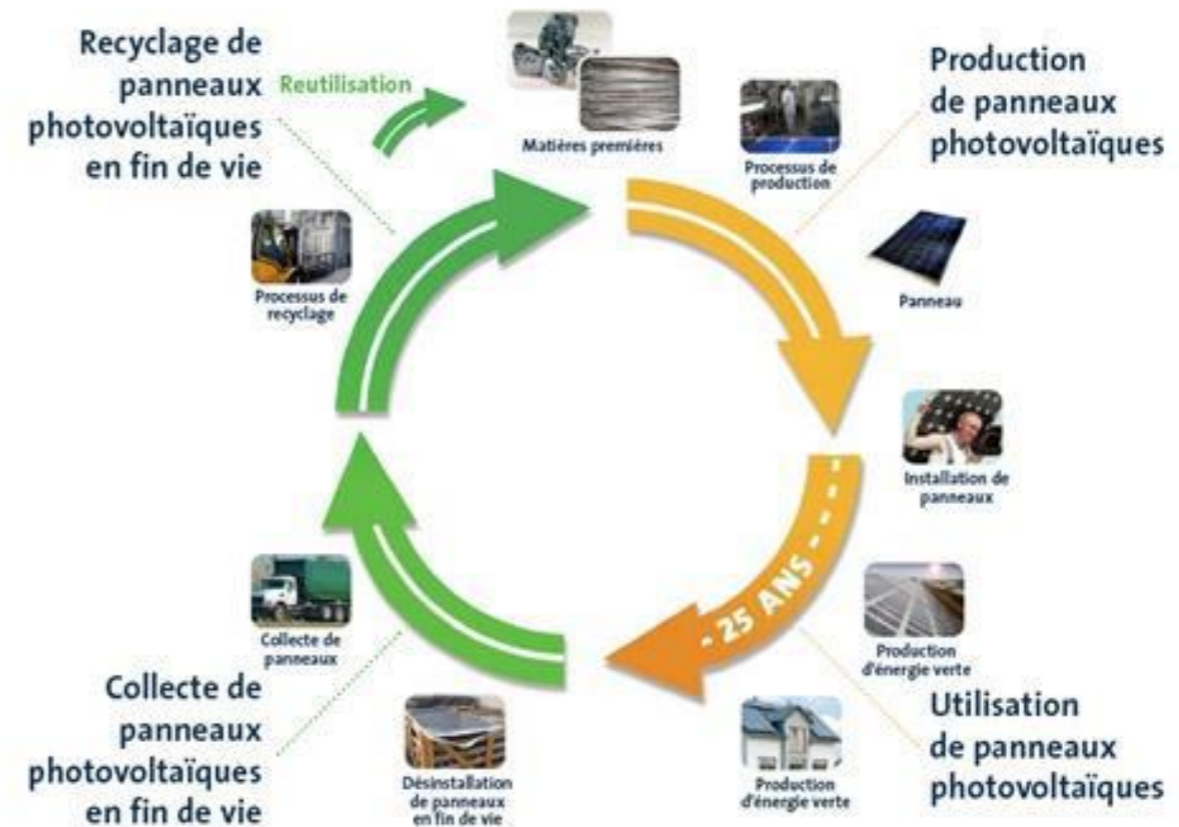 Recyclage de
panneaux
photovoltaïques
en fin de vie
Reutilisation
Matières premières
Processus de
production
Production
de panneaux
photovoltaïques
Panneau
Installation de
panneaux
- 25 ANS -
Production
d'énergie verte
Utilisation
de panneaux
photovoltaïques
Production
d'énergie verte
Désinstallation
de panneaux
en fin de vie
Collecte de
panneaux
photovoltaïques
en fin de vie
Collecte de
panneaux
Processus de
recyclage